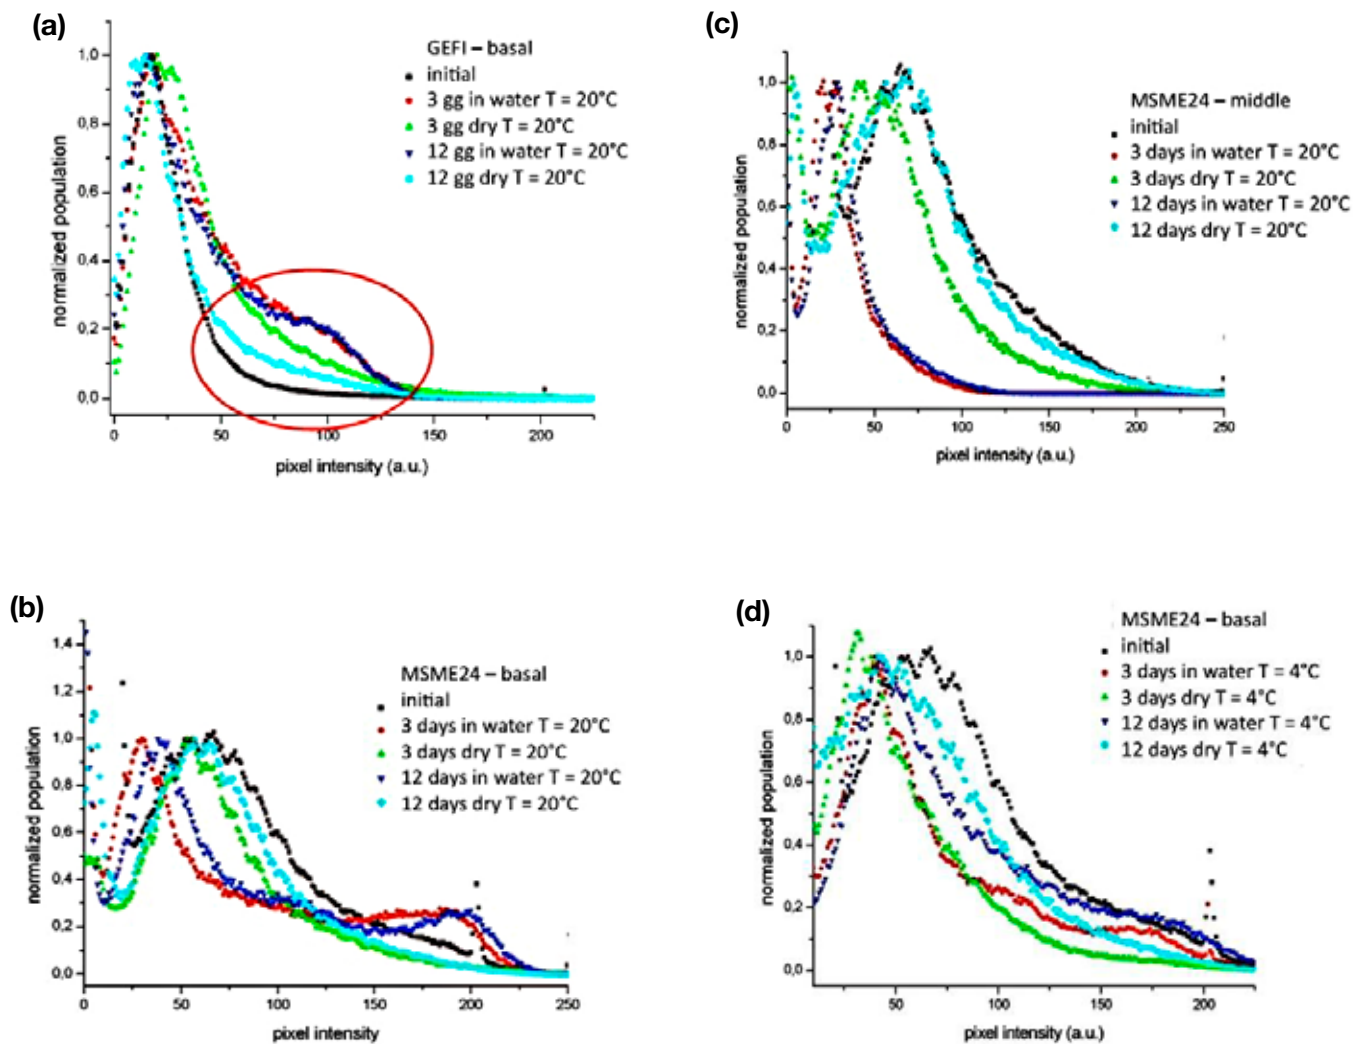 (a)
GEFI – basal
initial
3 gg in water T = 20°C
3 gg dry T = 20°C
12 gg in water T = 20°C
12 gg dry T = 20°C
normalized population
1,0
0,8
0,6
0,4
0,2
0,0
0 50 100 150 200
pixel intensity (a.u.)
(c)
MSME24 – middle
initial
3 days in water T = 20°C
3 days dry T = 20°C
12 days in water T = 20°C
12 days dry T = 20°C
normalized population
1,0
0,8
0,6
0,4
0,2
0,0
0 50 100 150 200 250
pixel intensity (a.u.)
(b)
MSME24 – basal
initial
3 days in water T = 20°C
3 days dry T = 20°C
12 days in water T = 20°C
12 days dry T = 20°C
normalized population
1,4
1,2
1,0
0,8
0,6
0,4
0,2
0,0
0 50 100 150 200 250
pixel intensity
(d)
MSME24 – basal
initial
3 days in water T = 4°C
3 days dry T = 4°C
12 days in water T = 4°C
12 days dry T = 4°C
normalized population
1,0
0,8
0,6
0,4
0,2
0,0
50 100 150 200
pixel intensity (a.u.)